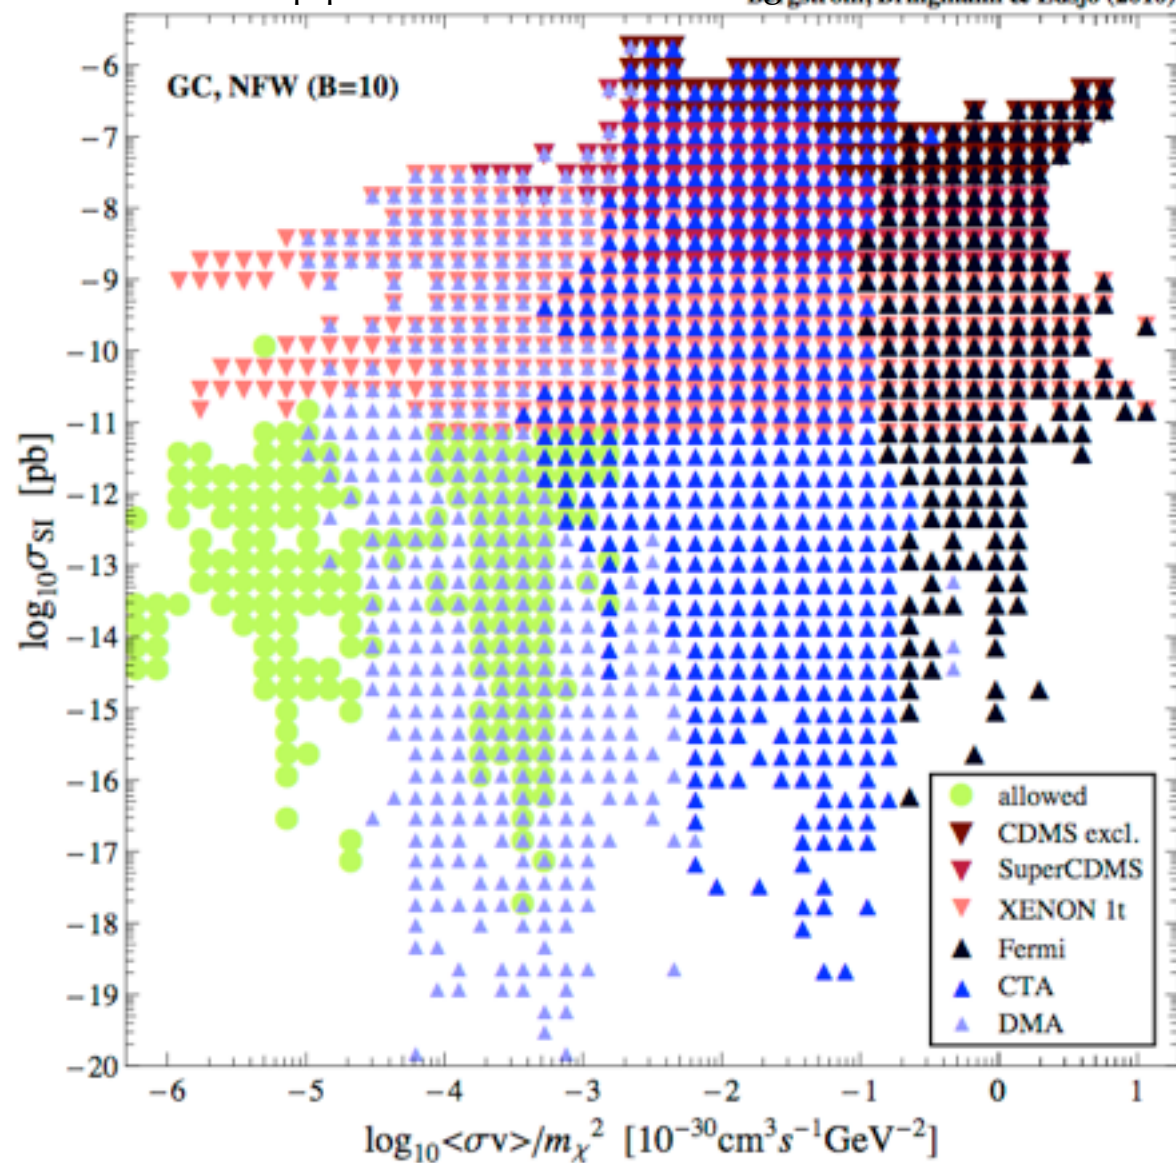 GC, NFW (B=10)
−6
−7
−8
−9
−10
−11
−12
−13
−14
−15
−16
−17
−18
−19
−20
log₁₀σSI [pb]
allowed
CDMS excl.
SuperCDMS
XENON 1t
Fermi
CTA
DMA
−6 −5 −4 −3 −2 −1 0 1
log₁₀<σv>/mχ² [10⁻³⁰cm³s⁻¹GeV⁻²]